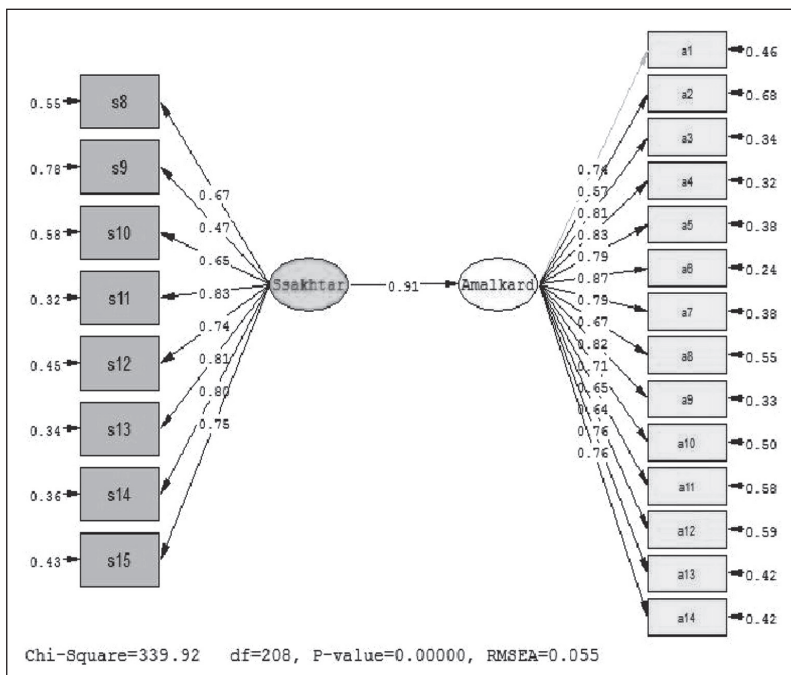 a1
0.46
0.55
s8
a2
0.68
a3
0.34
0.78
s9
0.74
0.57
a4
0.32
0.67
0.81
0.47
0.83
a5
0.38
0.58
s10
0.65
0.79
Ssakhtar
0.91
Amalkard
0.87
a6
0.24
0.32
s11
0.83
0.79
a7
0.38
0.74
0.67
0.45
s12
0.81
0.82
a8
0.55
0.80
0.71
0.75
0.65
a9
0.33
0.34
s13
0.64
0.76
a10
0.50
0.76
0.36
s14
a11
0.58
a12
0.59
0.43
s15
a13
0.42
a14
0.42
Chi-Square=339.92 df=208, P-value=0.00000, RMSEA=0.055